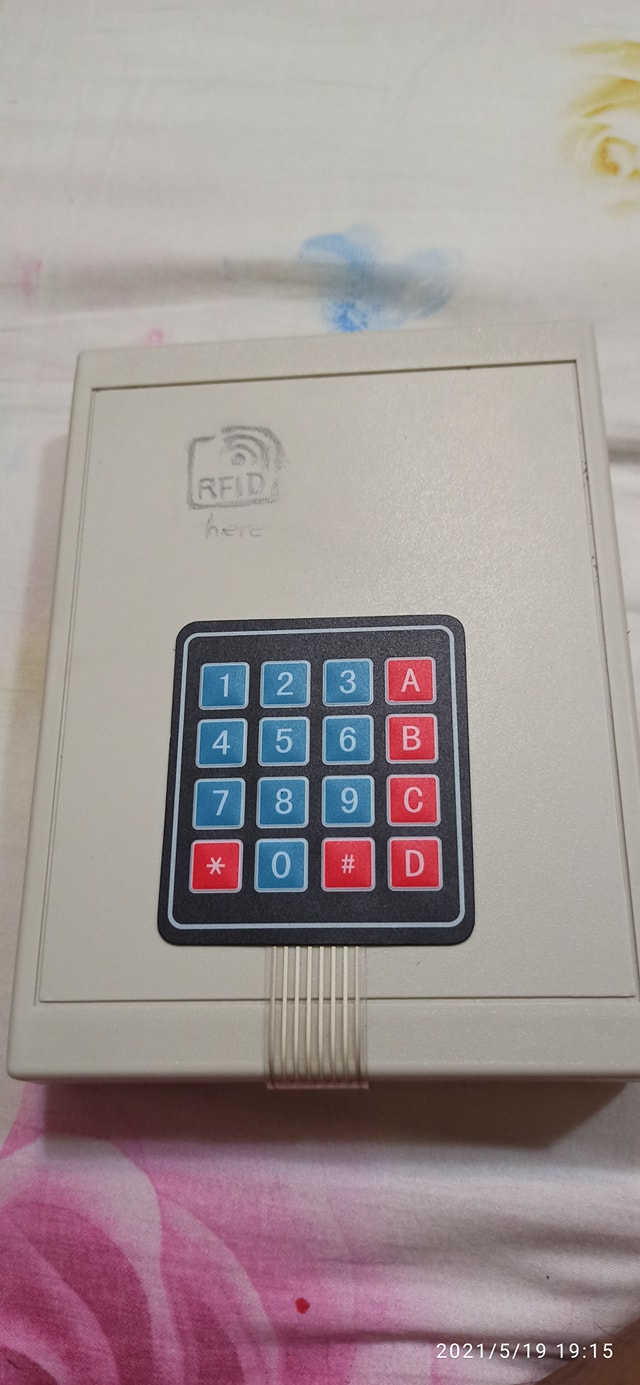 RFID
here
1 2 3 A
4 5 6 B
7 8 9 C
* 0 # D
2021/5/19 19:15